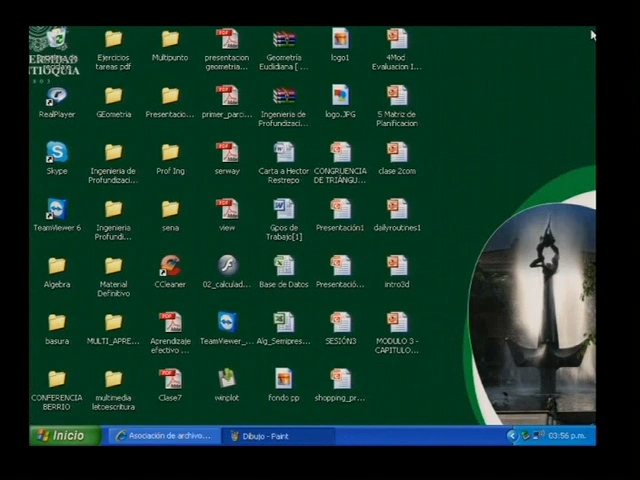 Ejercicios tareas pdf
Multipunto
presentacion geometria...
Geometria Euclidiana [ ...
logo1
4Mod Evaluacion I...
RealPlayer
GEometria
Presentacio...
primer_parci...
Ingenieria de Profundizaci...
logo.JPG
5 Matriz de Planificacion
Skype
Ingenieria de Profundizaci...
Prof Ing
serway
Carta a Hector Restrepo
CONGRUENCIA DE TRIÁNGU...
clase 2com
TeamViewer 6
Ingenieria Profundi...
sena
view
Gpos de Trabajo[1]
Presentación1
dailyroutines1
Algebra
Material Definitivo
CCleaner
02_calculad...
Base de Datos
Presentació...
intro3d
basura
MULTI_APRE...
Aprendizaje efectivo ...
TeamViewer_...
Alg_Semipres...
SESIÓN3
MODULO 3 - CAPITULO...
CONFERENCIA BERRIO
multimedia letoescritura
Clase7
winplot
fondo pp
shopping_pr...
Inicio
Asociación de archivo...
Dibujo - Paint
03:56 p.m.